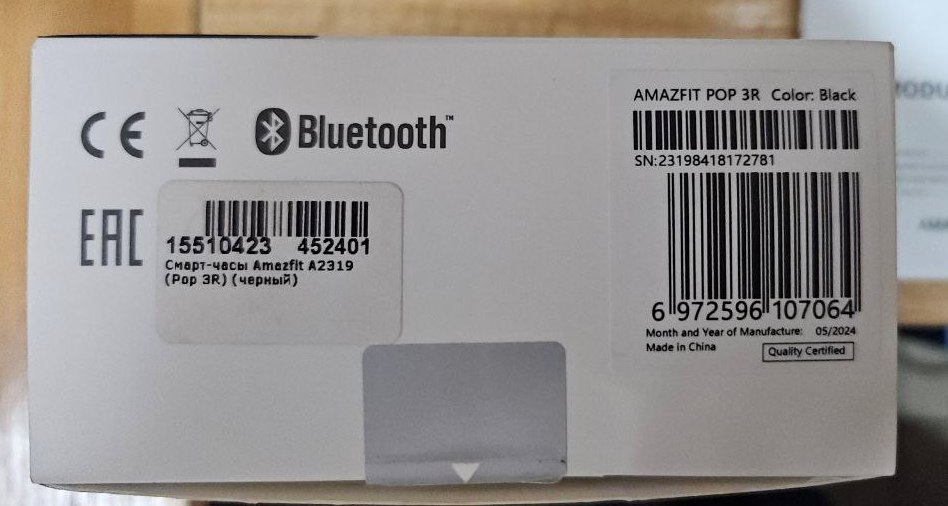 CE
Bluetooth™
EAC
15510423 452401
Смарт-часы Amazfit A2319
(Pop 3R) (черный)
AMAZFIT POP 3R Color: Black
SN:23198418172781
6 972596 107064
Month and Year of Manufacture: 05/2024
Made in China
Quality Certified